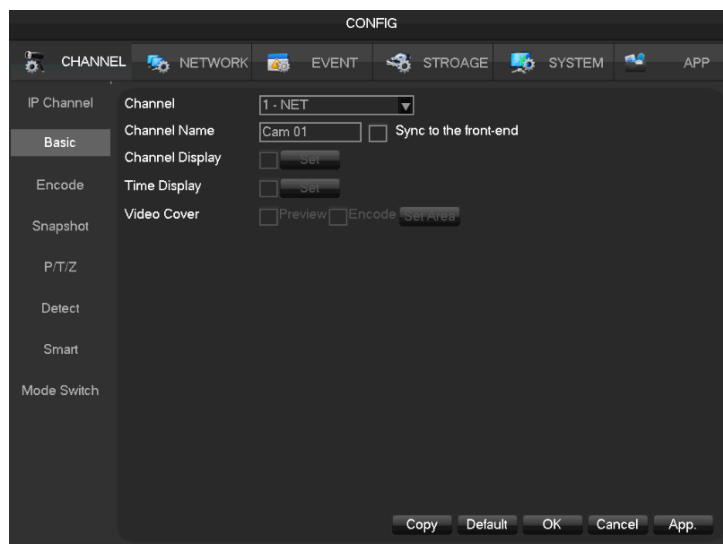 CONFIG
CHANNEL NETWORK EVENT STROAGE SYSTEM APP
IP Channel
Basic
Encode
Snapshot
P/T/Z
Detect
Smart
Mode Switch
Channel 1 - NET
Channel Name Cam 01 Sync to the front-end
Channel Display Set
Time Display Set
Video Cover Preview Encode Set Area
Copy Default OK Cancel App.